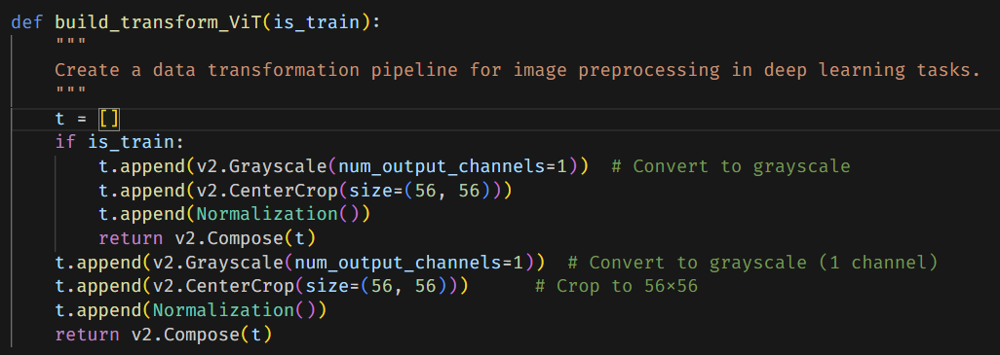 def build_transform_ViT(is_train):
    """
    Create a data transformation pipeline for image preprocessing in deep learning tasks.
    """
    t = []
    if is_train:
        t.append(v2.Grayscale(num_output_channels=1))  # Convert to grayscale
        t.append(v2.CenterCrop(size=(56, 56)))
        t.append(Normalization())
        return v2.Compose(t)
    t.append(v2.Grayscale(num_output_channels=1))  # Convert to grayscale (1 channel)
    t.append(v2.CenterCrop(size=(56, 56)))      # Crop to 56×56
    t.append(Normalization())
    return v2.Compose(t)